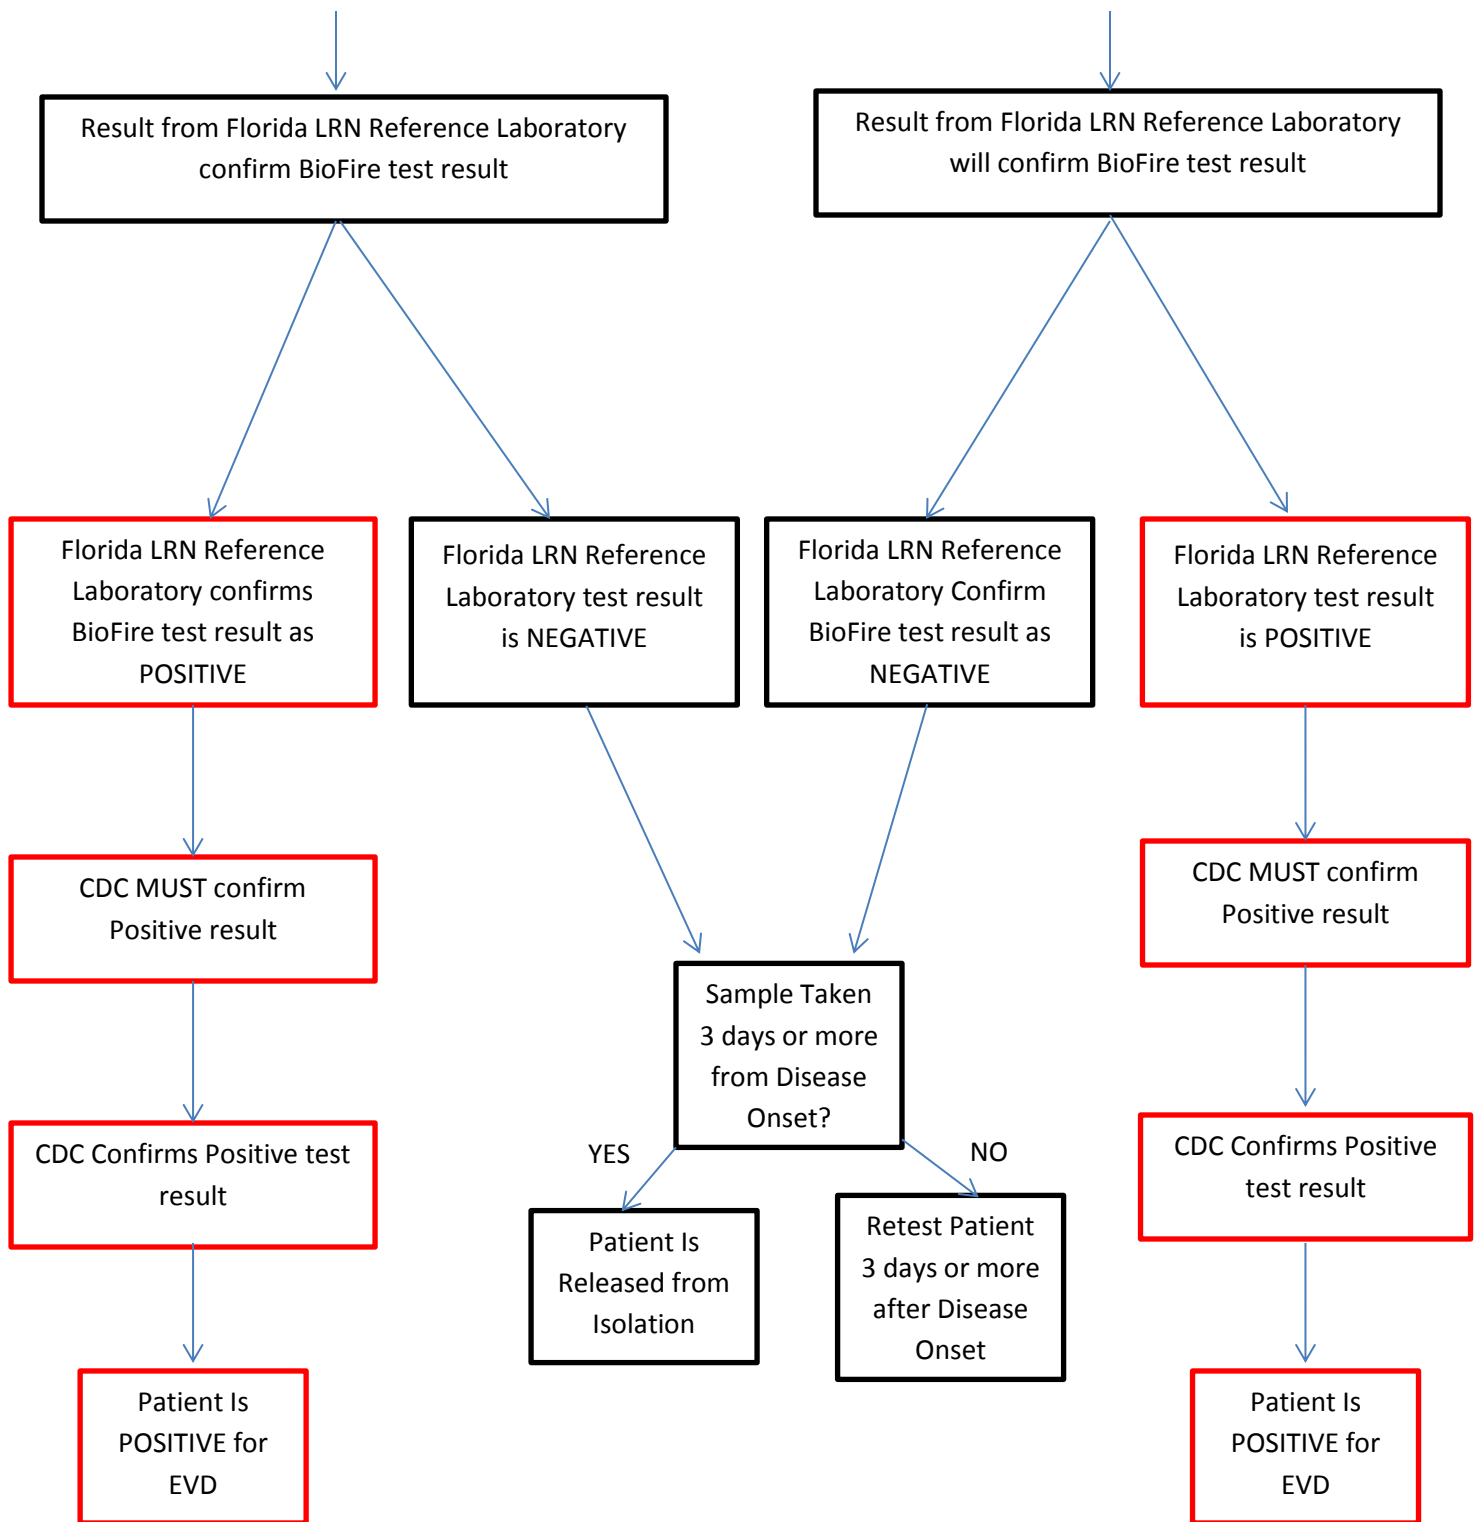 Result from Florida LRN Reference Laboratory
confirm BioFire test result
Result from Florida LRN Reference Laboratory
will confirm BioFire test result
Florida LRN Reference
Laboratory confirms
BioFire test result as
POSITIVE
Florida LRN Reference
Laboratory test result
is NEGATIVE
Florida LRN Reference
Laboratory Confirm
BioFire test result as
NEGATIVE
Florida LRN Reference
Laboratory test result
is POSITIVE
CDC MUST confirm
Positive result
CDC MUST confirm
Positive result
Sample Taken
3 days or more
from Disease
Onset?
CDC Confirms Positive test
result
YES
NO
CDC Confirms Positive
test result
Patient Is
Released from
Isolation
Retest Patient
3 days or more
after Disease
Onset
Patient Is
POSITIVE for
EVD
Patient Is
POSITIVE for
EVD